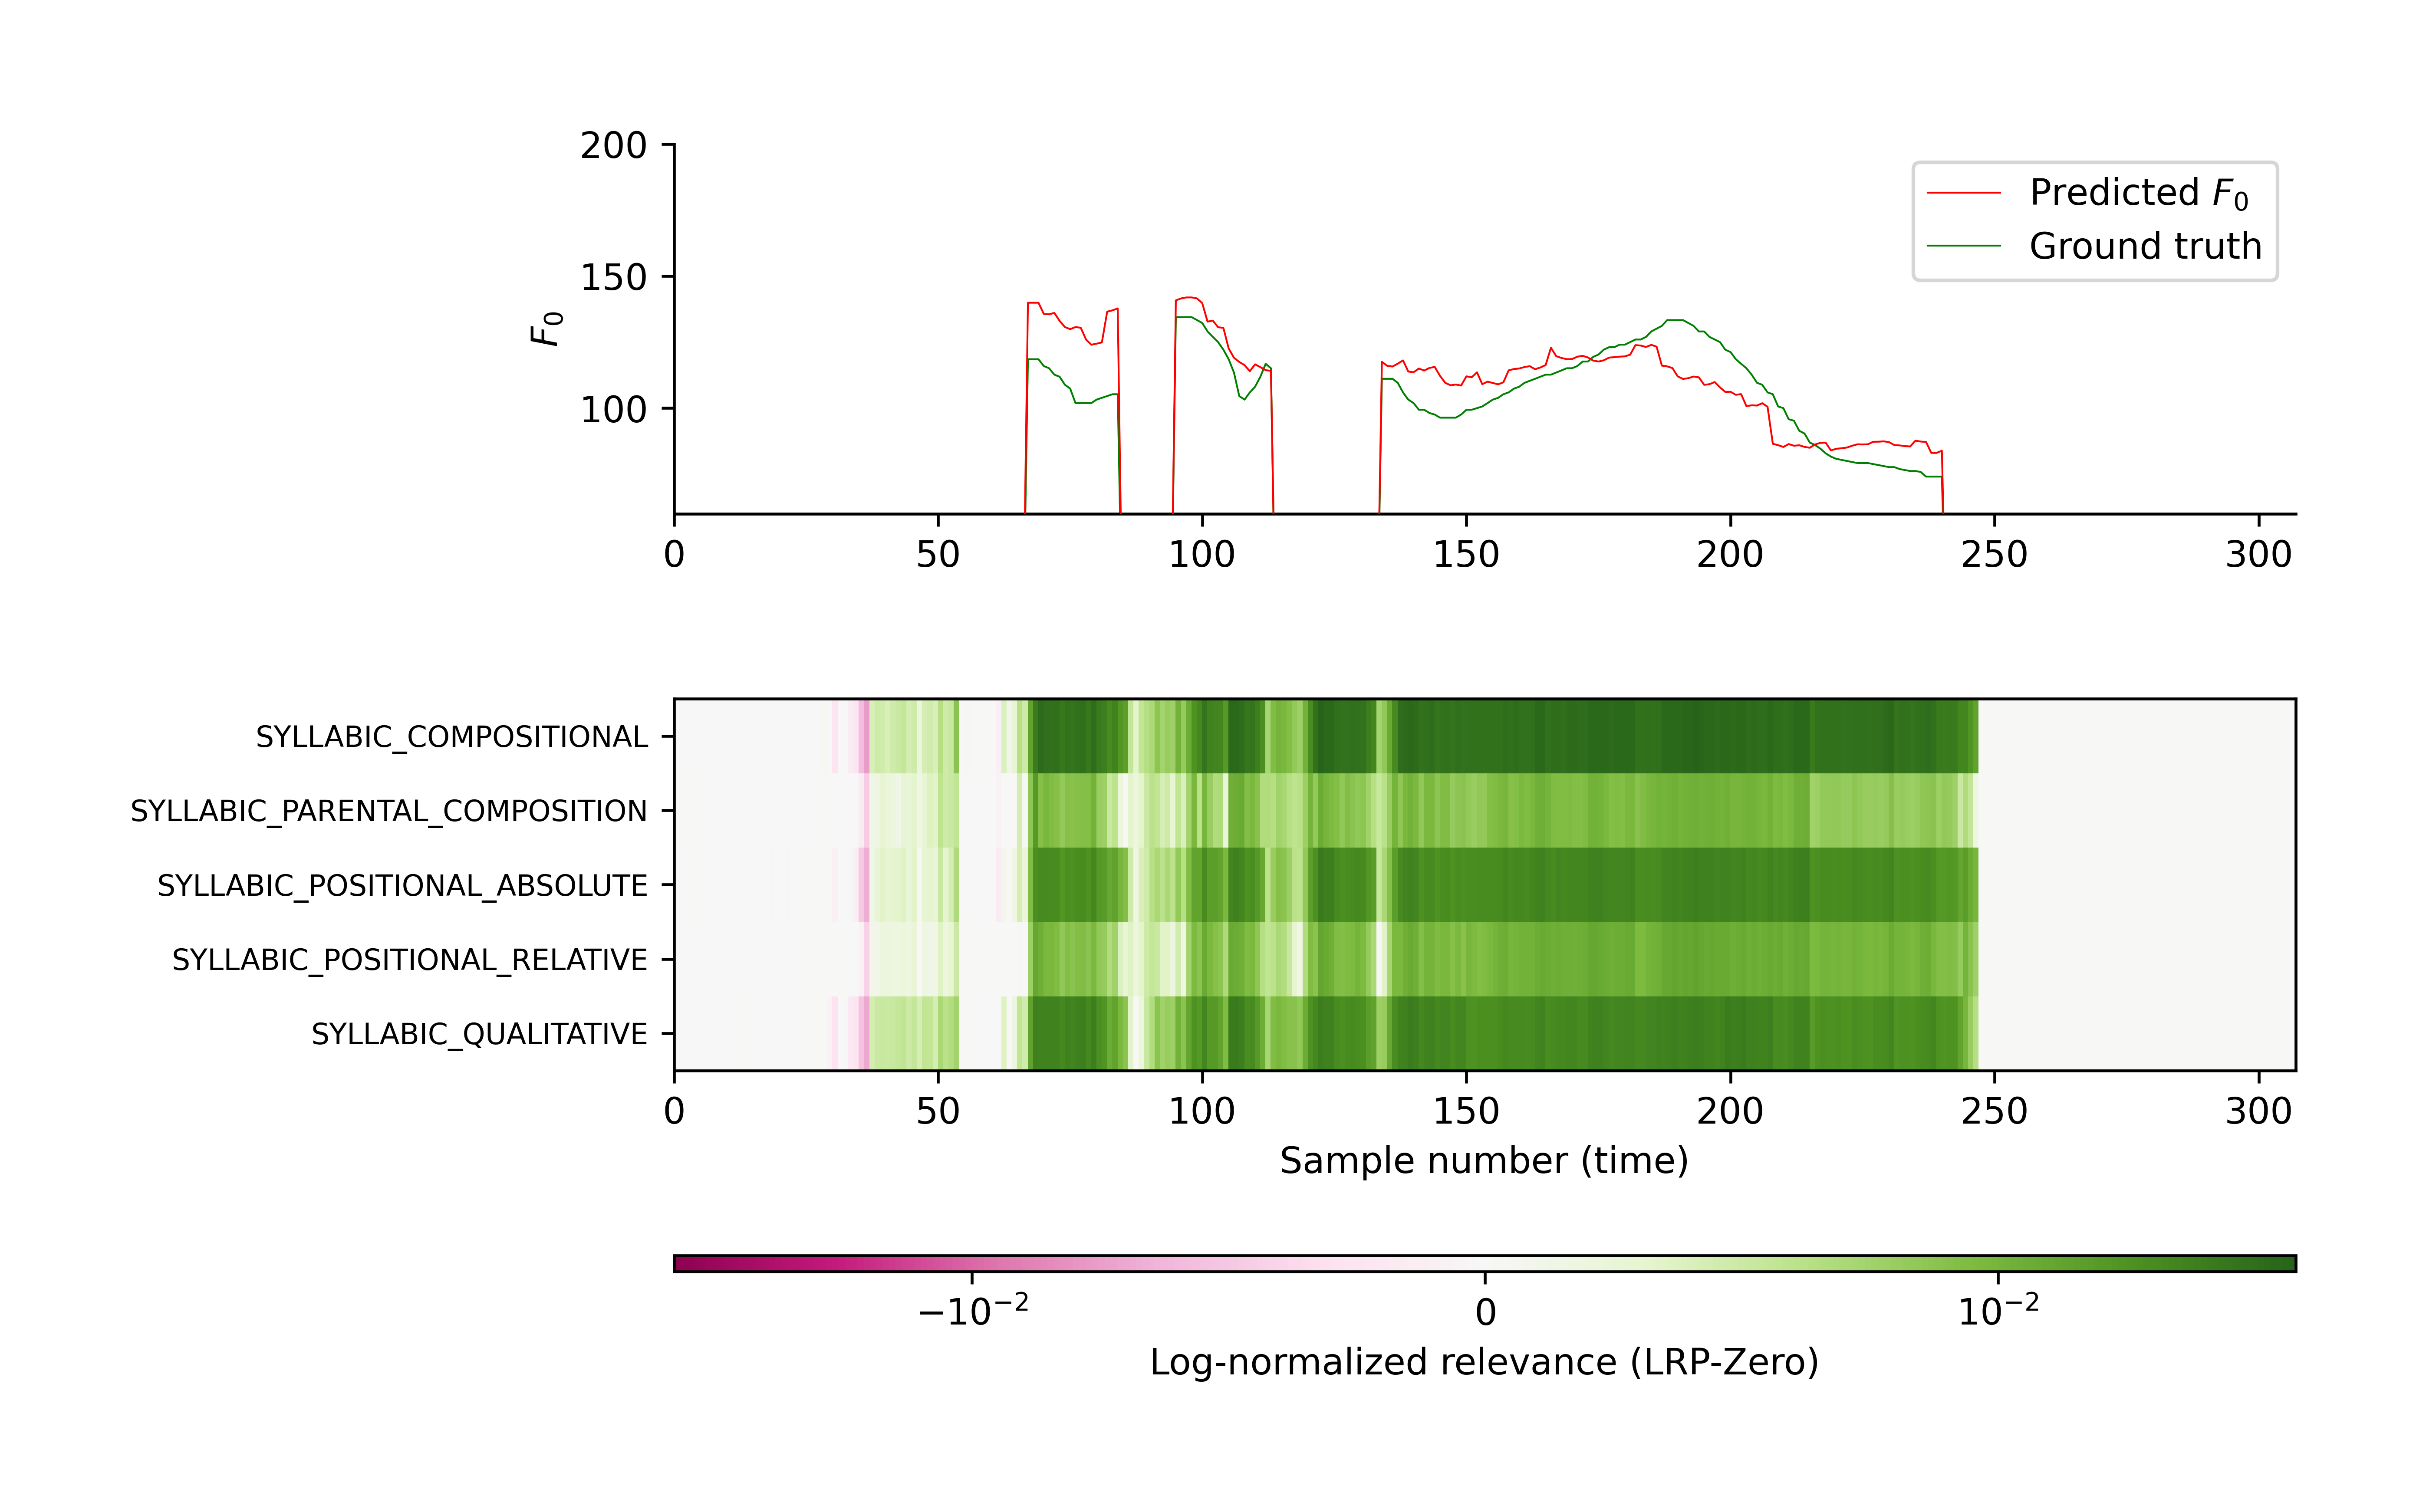 200
150
100
F₀
Predicted F₀
Ground truth
0 50 100 150 200 250 300
SYLLABIC_COMPOSITIONAL
SYLLABIC_PARENTAL_COMPOSITION
SYLLABIC_POSITIONAL_ABSOLUTE
SYLLABIC_POSITIONAL_RELATIVE
SYLLABIC_QUALITATIVE
0 50 100 150 200 250 300
Sample number (time)
−10⁻² 0 10⁻²
Log-normalized relevance (LRP-Zero)